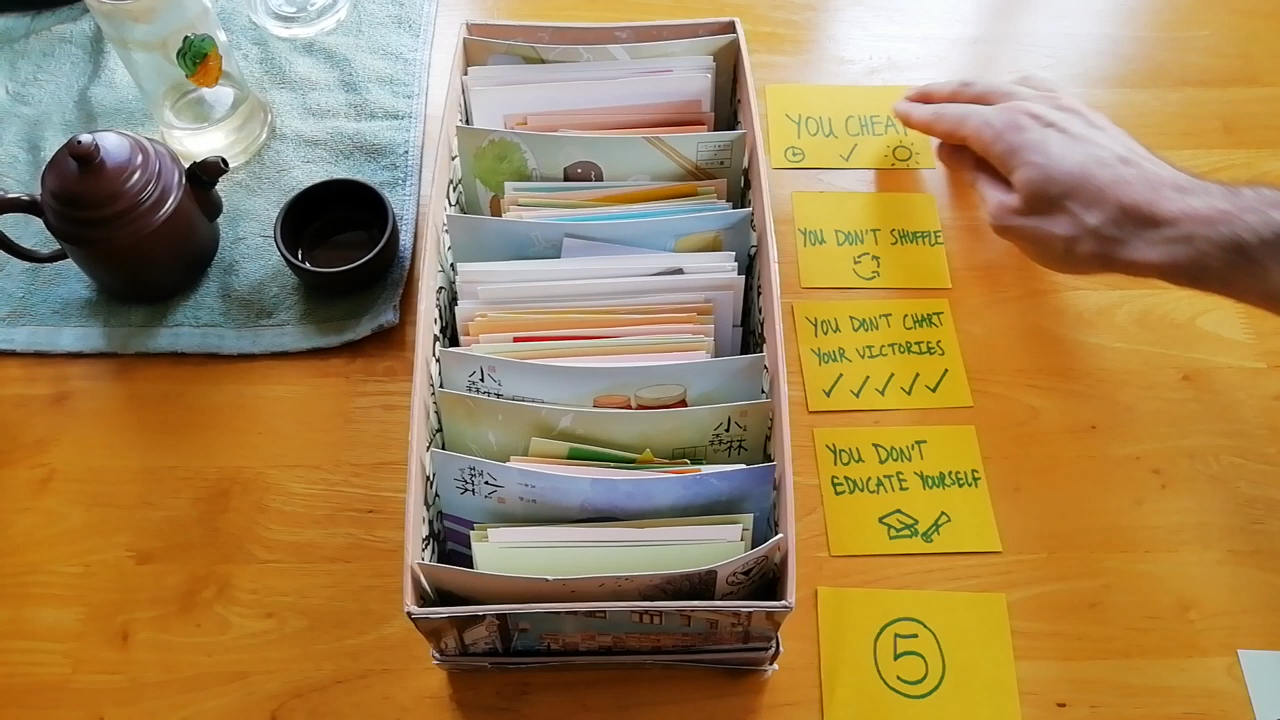 YOU CHEAT
YOU DON'T SHUFFLE
YOU DON'T CHART
YOUR VICTORIES
YOU DON'T
EDUCATE YOURSELF
5
小
森林
小
森林
小
森林